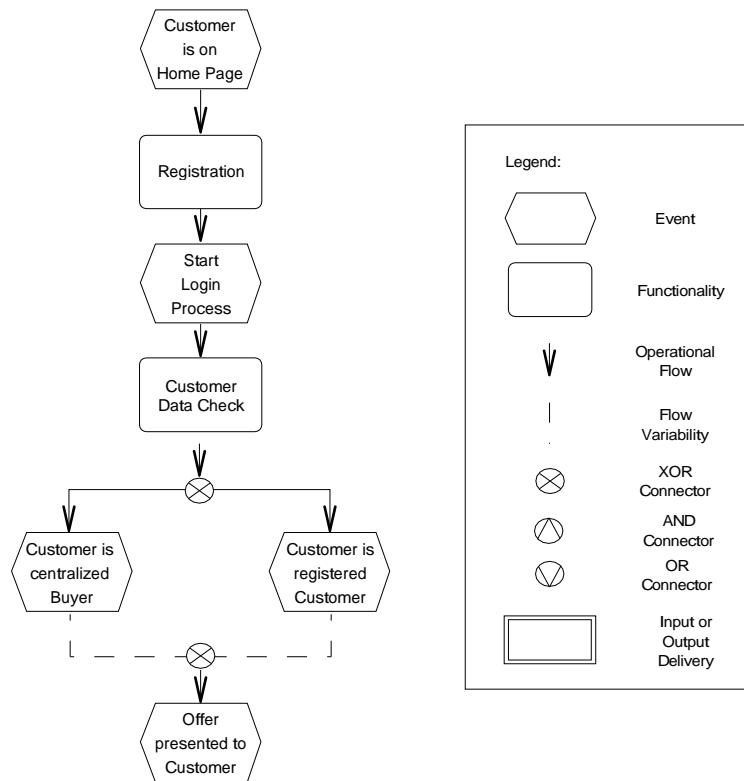 Customer
is on
Home Page
Registration
Start
Login
Process
Customer
Data Check
Customer is
centralized
Buyer
Customer is
registered
Customer
Offer
presented to
Customer
Legend:
Event
Functionality
Operational
Flow
Flow
Variability
XOR
Connector
AND
Connector
OR
Connector
Input or
Output
Delivery